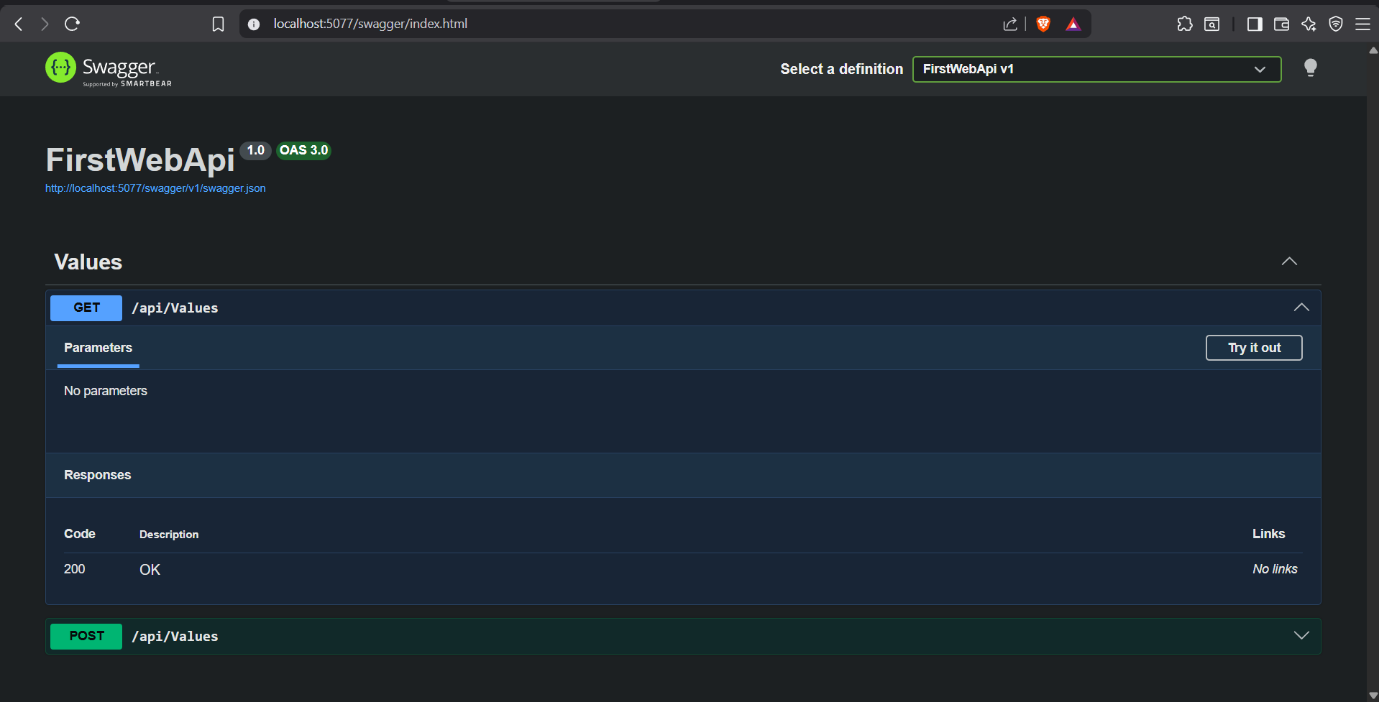 localhost:5077/swagger/index.html
Swagger
Supported by SMARTBEAR
Select a definition
FirstWebApi v1
FirstWebApi 1.0 OAS 3.0
http://localhost:5077/swagger/v1/swagger.json
Values
GET /api/Values
Parameters
Try it out
No parameters
Responses
Code Description Links
200 OK No links
POST /api/Values